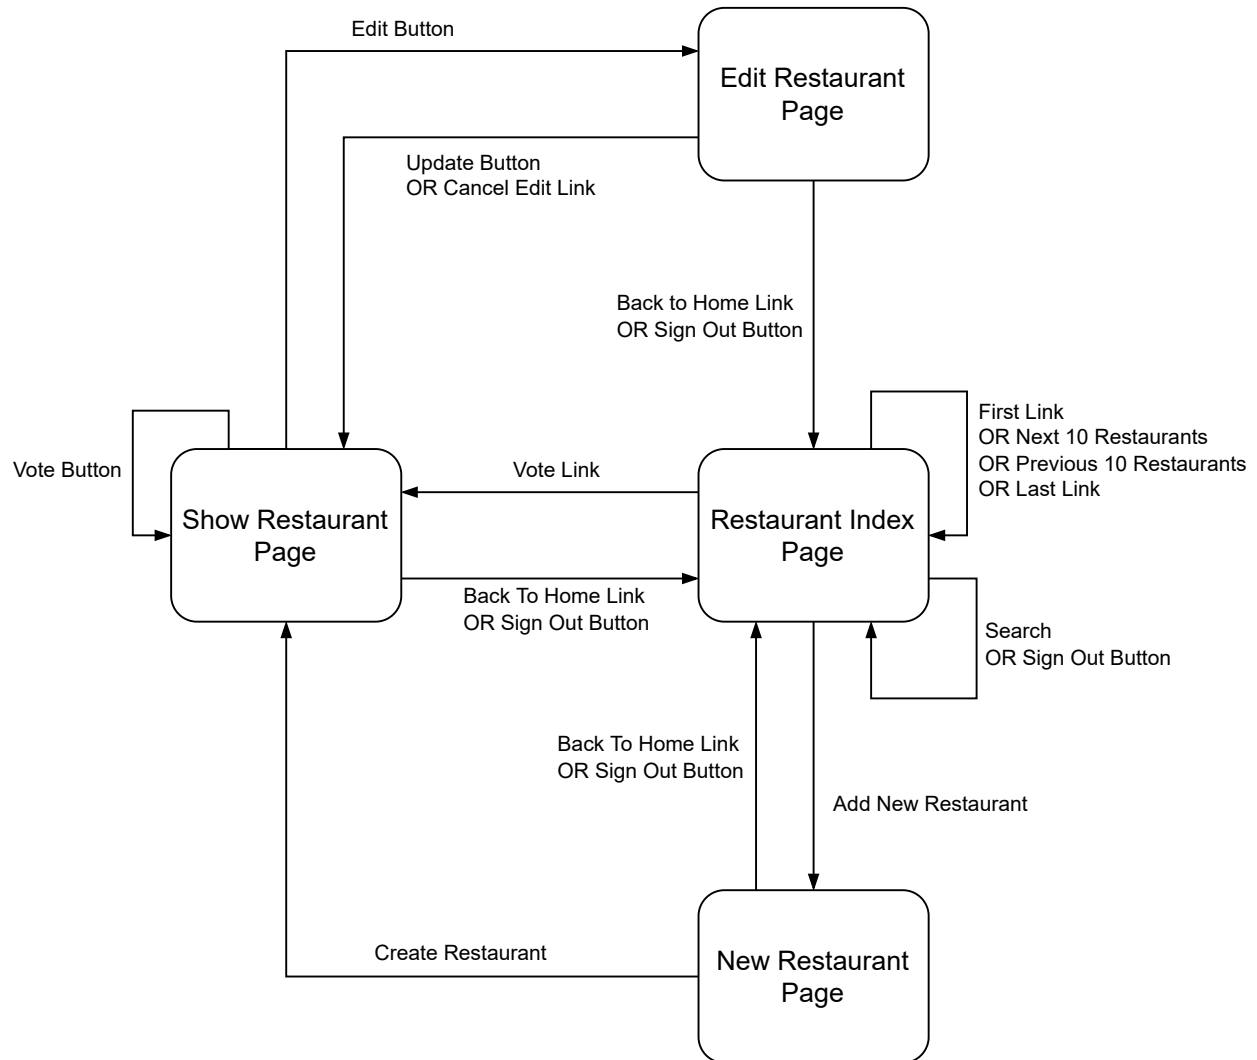 Edit Button
Edit Restaurant
Page
Update Button
OR Cancel Edit Link
Back to Home Link
OR Sign Out Button
First Link
OR Next 10 Restaurants
OR Previous 10 Restaurants
OR Last Link
Vote Button
Vote Link
Show Restaurant
Page
Restaurant Index
Page
Back To Home Link
OR Sign Out Button
Search
OR Sign Out Button
Back To Home Link
OR Sign Out Button
Add New Restaurant
Create Restaurant
New Restaurant
Page